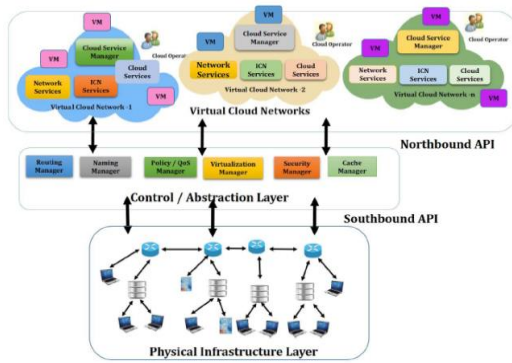 VM
VM
VM
Cloud Service
Manager
Cloud Operator
Cloud
Services
Network
Services
ICN
Services
VM
Virtual Cloud Network -1
VM
VM
Cloud Service
Manager
Cloud Operator
Network
Services
ICN
Services
Cloud
Services
Virtual Cloud Network -2
VM
VM
Cloud Service
Manager
Cloud Operator
Network
Services
ICN
Services
Cloud
Services
Virtual Cloud Network -n
VM
Virtual Cloud Networks
Northbound API
Routing
Manager
Naming
Manager
Policy / QoS
Manager
Virtualization
Manager
Security
Manager
Cache
Manager
Control / Abstraction Layer
Southbound API
Physical Infrastructure Layer